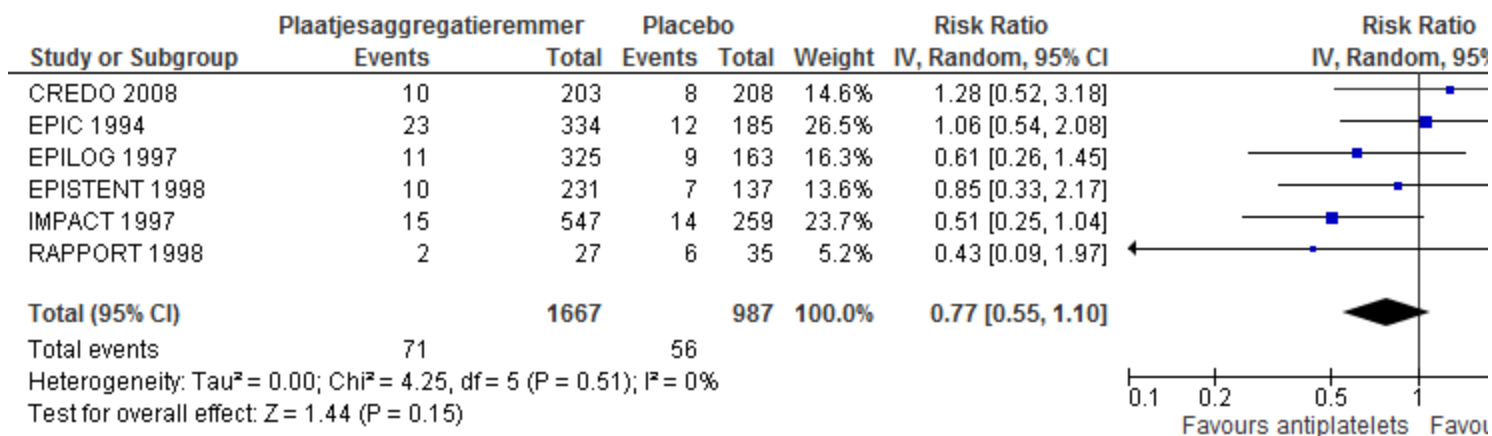 Plaatjesaggregatieremmer Placebo Risk Ratio Risk Ratio
Study or Subgroup Events Total Events Total Weight IV, Random, 95% CI IV, Random, 95%
CREDO 2008 10 203 8 208 14.6% 1.28 [0.52, 3.18]
EPIC 1994 23 334 12 185 26.5% 1.06 [0.54, 2.08]
EPILOG 1997 11 325 9 163 16.3% 0.61 [0.26, 1.45]
EPISTENT 1998 10 231 7 137 13.6% 0.85 [0.33, 2.17]
IMPACT 1997 15 547 14 259 23.7% 0.51 [0.25, 1.04]
RAPPORT 1998 2 27 6 35 5.2% 0.43 [0.09, 1.97]
Total (95% CI) 1667 987 100.0% 0.77 [0.55, 1.10]
Total events 71 56
Heterogeneity: Tau² = 0.00; Chi² = 4.25, df = 5 (P = 0.51); I² = 0%
Test for overall effect: Z = 1.44 (P = 0.15)
0.1 0.2 0.5 1
Favours antiplatelets Favou